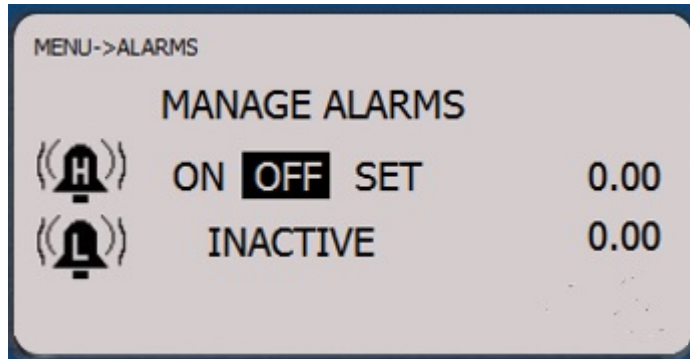 MENU->ALARMS
MANAGE ALARMS
H ON OFF SET 0.00
L INACTIVE 0.00